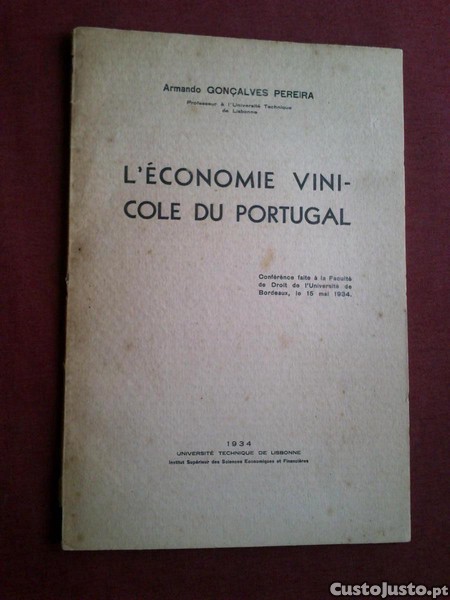 Armando GONÇALVES PEREIRA
Professeur à l'Université Technique
de Lisbonne
L'ÉCONOMIE VINI-
COLE DU PORTUGAL
Conférence faite à la Faculté
de Droit de l'Université de
Bordeaux, le 15 mai 1934.
1934
UNIVERSITÉ TECHNIQUE DE LISBONNE
Institut Supérieur des Sciences Economiques et Financières
CustoJusto.pt